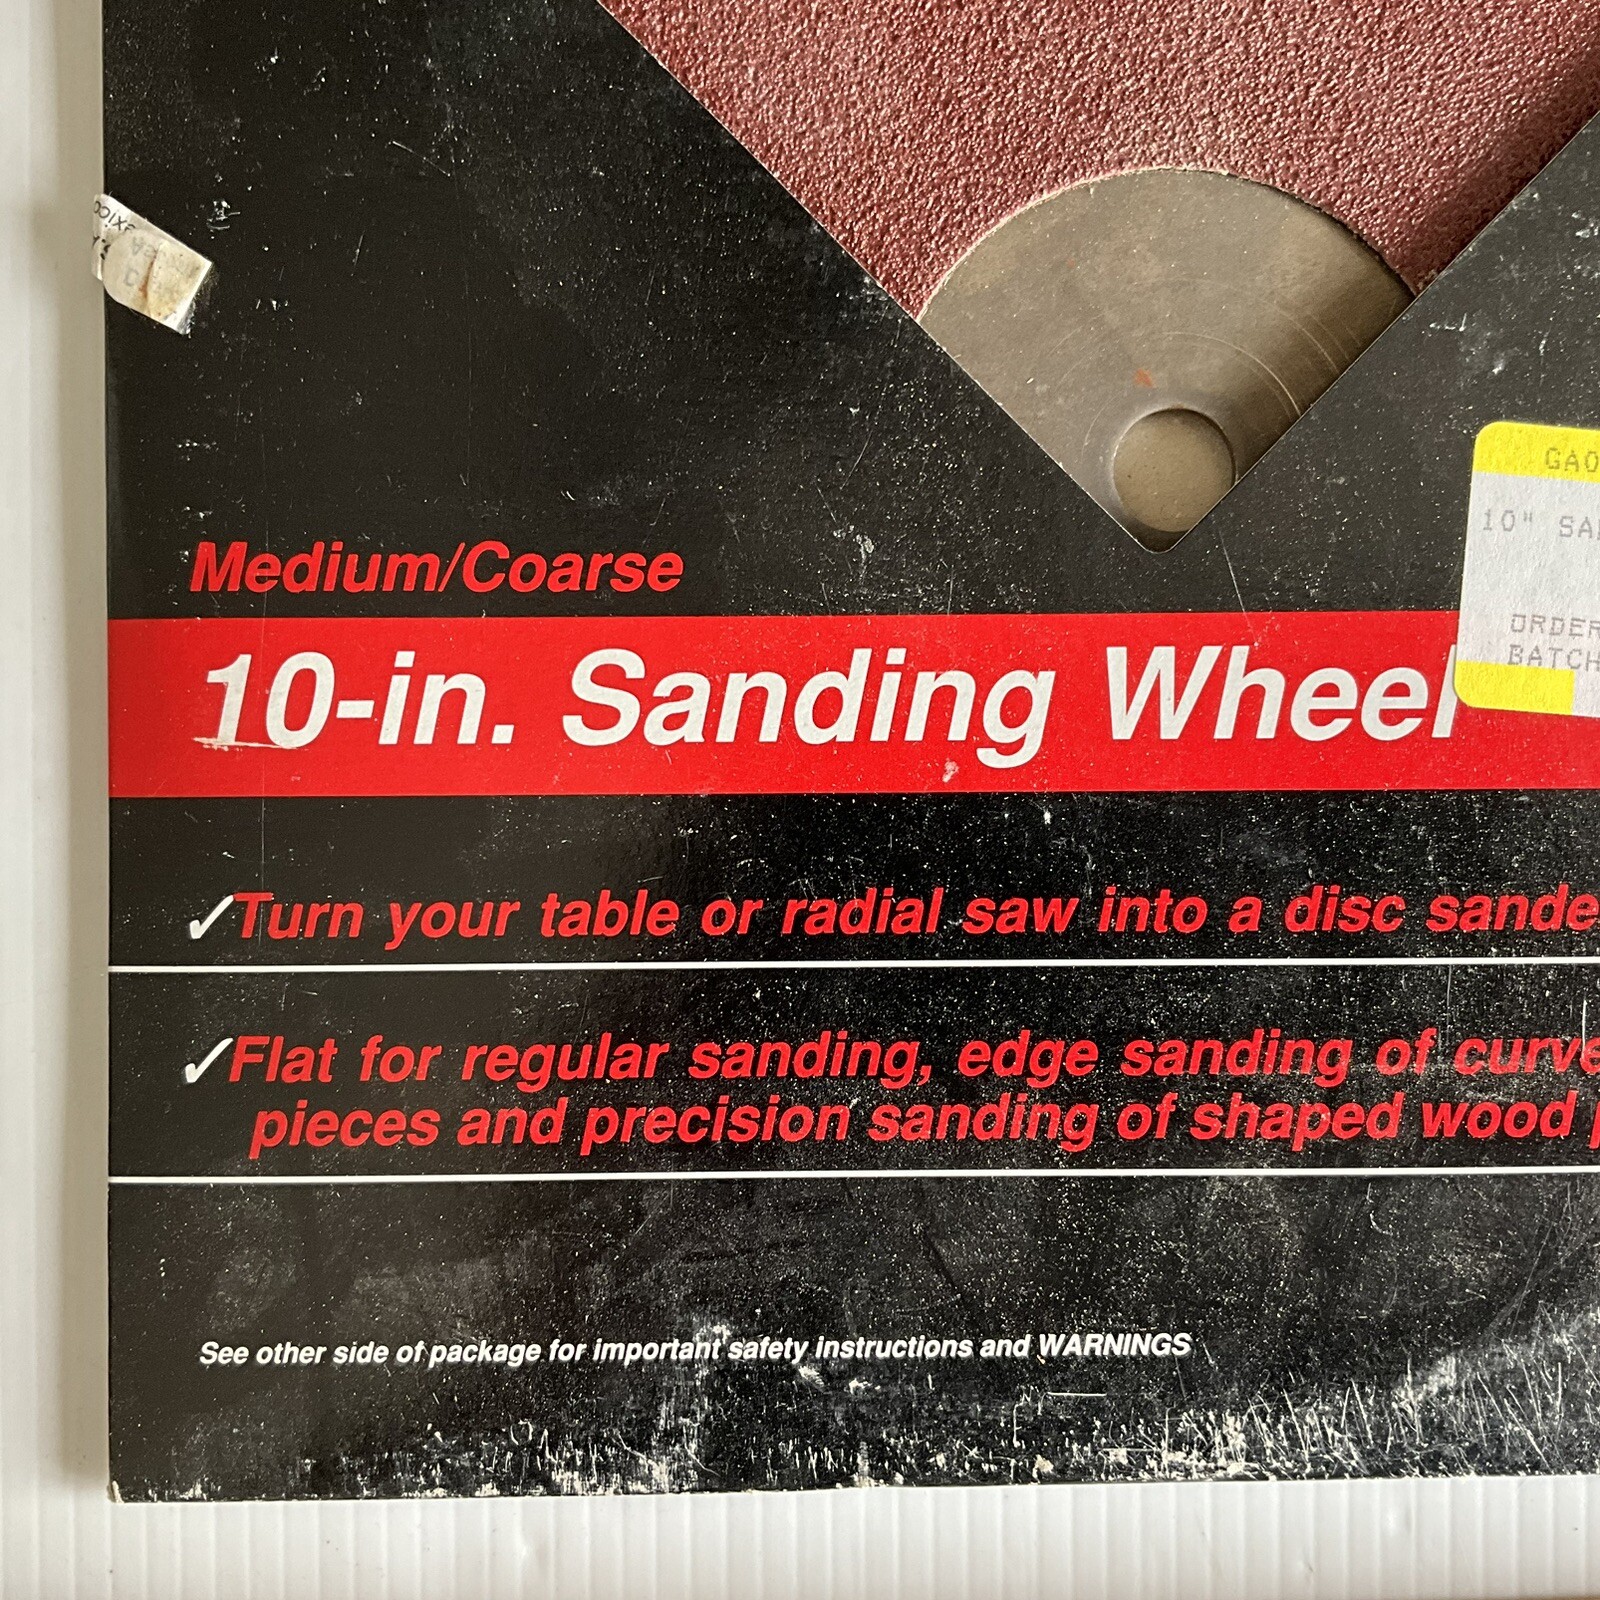 GAO
10" SA
ORDER
BATCH
Medium/Coarse
10-in. Sanding Wheel
✓Turn your table or radial saw into a disc sande
✓Flat for regular sanding, edge sanding of curve
pieces and precision sanding of shaped wood
See other side of package for important safety instructions and WARNINGS